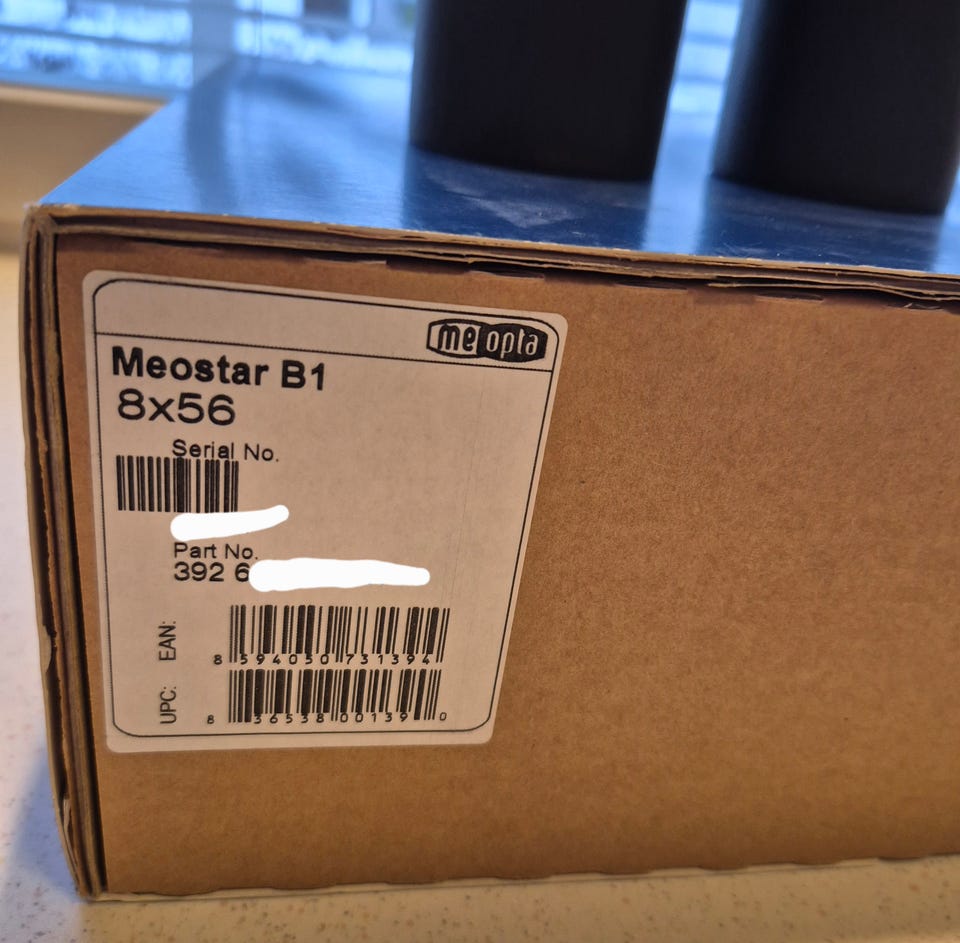 meopta
Meostar B1
8x56
Serial No.
Part No.
392 6
EAN:
8 594050 731394
UPC:
8 36538 00139 0